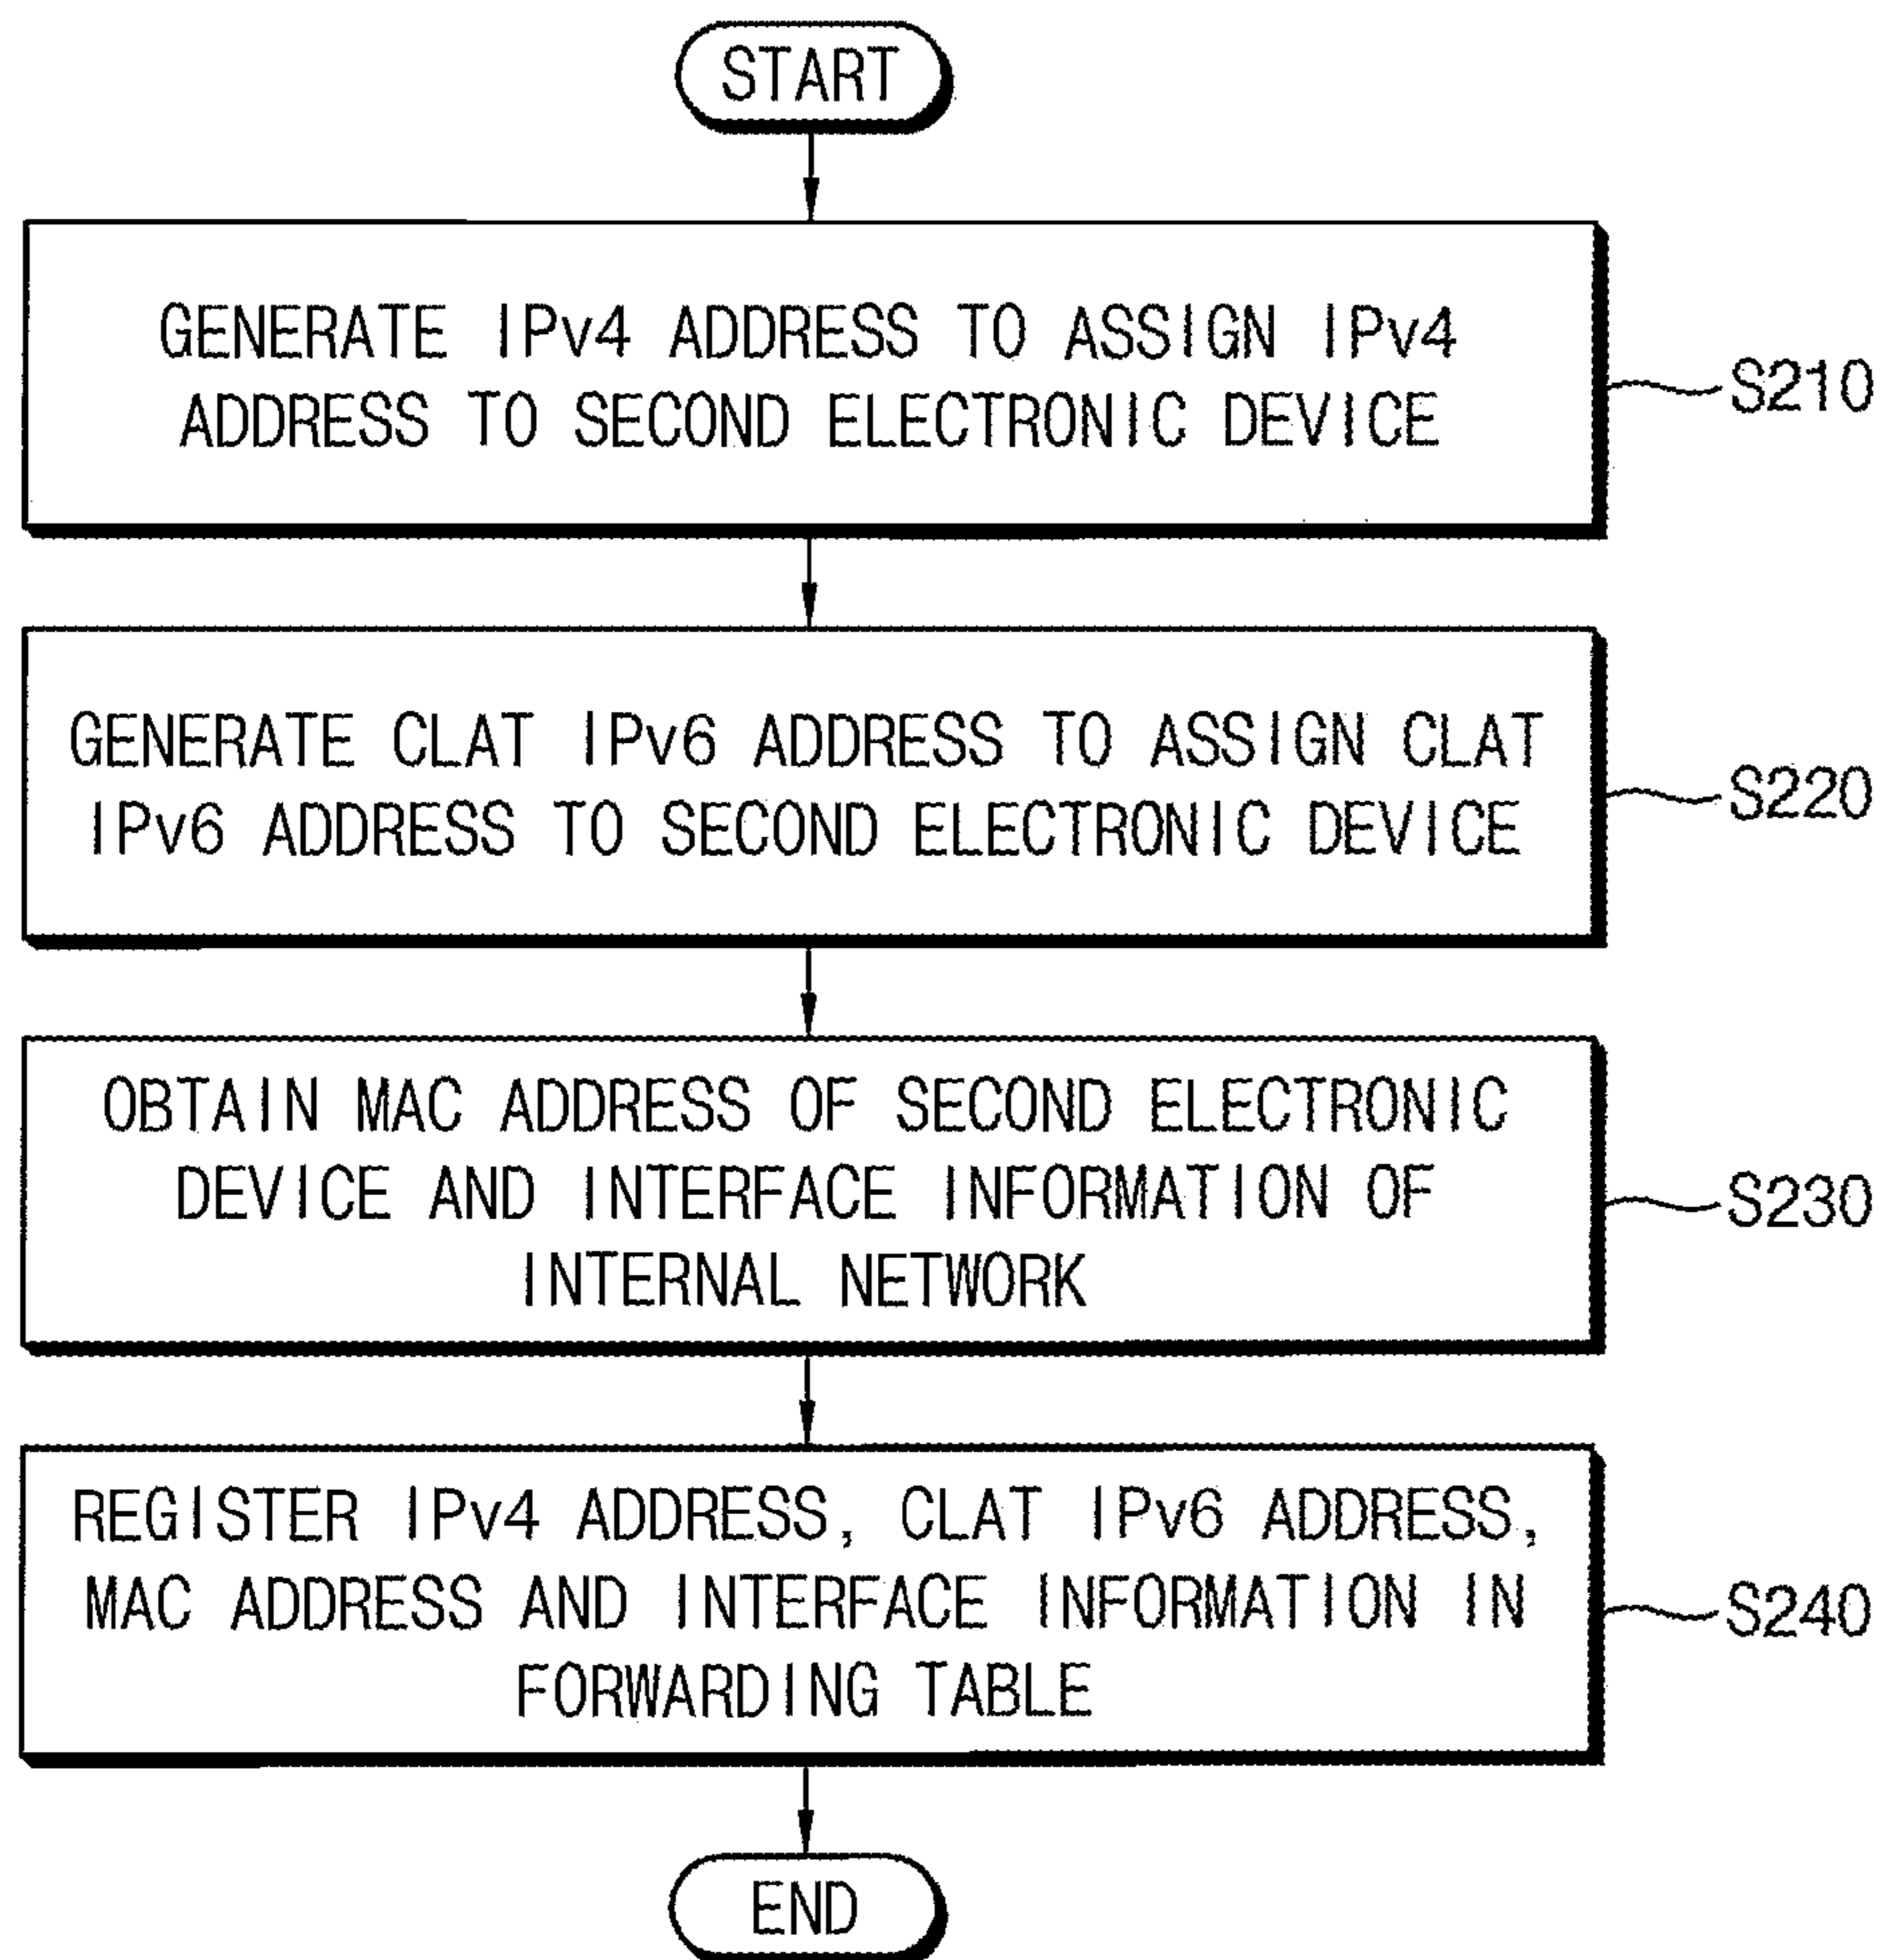 START
GENERATE IPv4 ADDRESS TO ASSIGN IPv4
ADDRESS TO SECOND ELECTRONIC DEVICE
S210
GENERATE CLAT IPv6 ADDRESS TO ASSIGN CLAT
IPv6 ADDRESS TO SECOND ELECTRONIC DEVICE
S220
OBTAIN MAC ADDRESS OF SECOND ELECTRONIC
DEVICE AND INTERFACE INFORMATION OF
INTERNAL NETWORK
S230
REGISTER IPv4 ADDRESS, CLAT IPv6 ADDRESS,
MAC ADDRESS AND INTERFACE INFORMATION IN
FORWARDING TABLE
S240
END